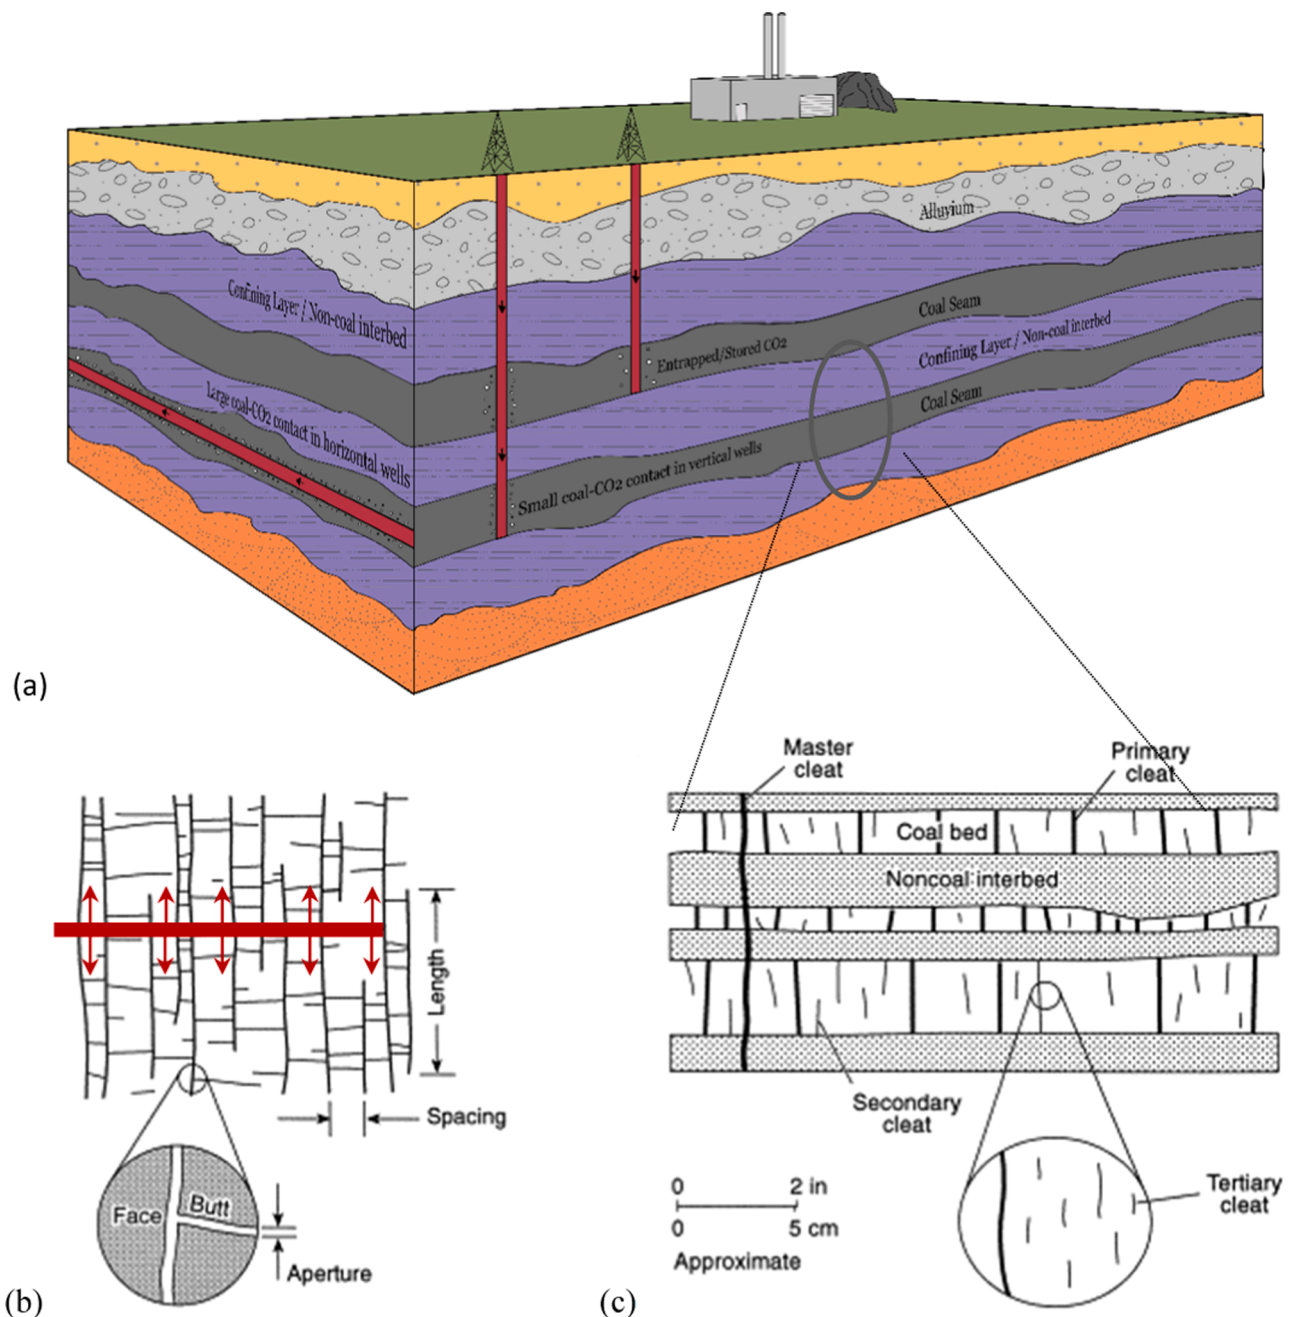 Alluvium
Confining Layer / Non-coal interbed
Coal Seam
Entrapped/Stored CO2
Confining Layer / Non-coal interbed
large coal-CO2 contact in horizontal wells
Coal Seam
Small coal-CO2 contact in vertical wells
(a)
Length
Spacing
Face
Butt
Aperture
(b)
Master
cleat
Primary
cleat
Coal bed
Noncoal interbed
Secondary
cleat
Tertiary
cleat
0 2 in
0 5 cm
Approximate
(c)